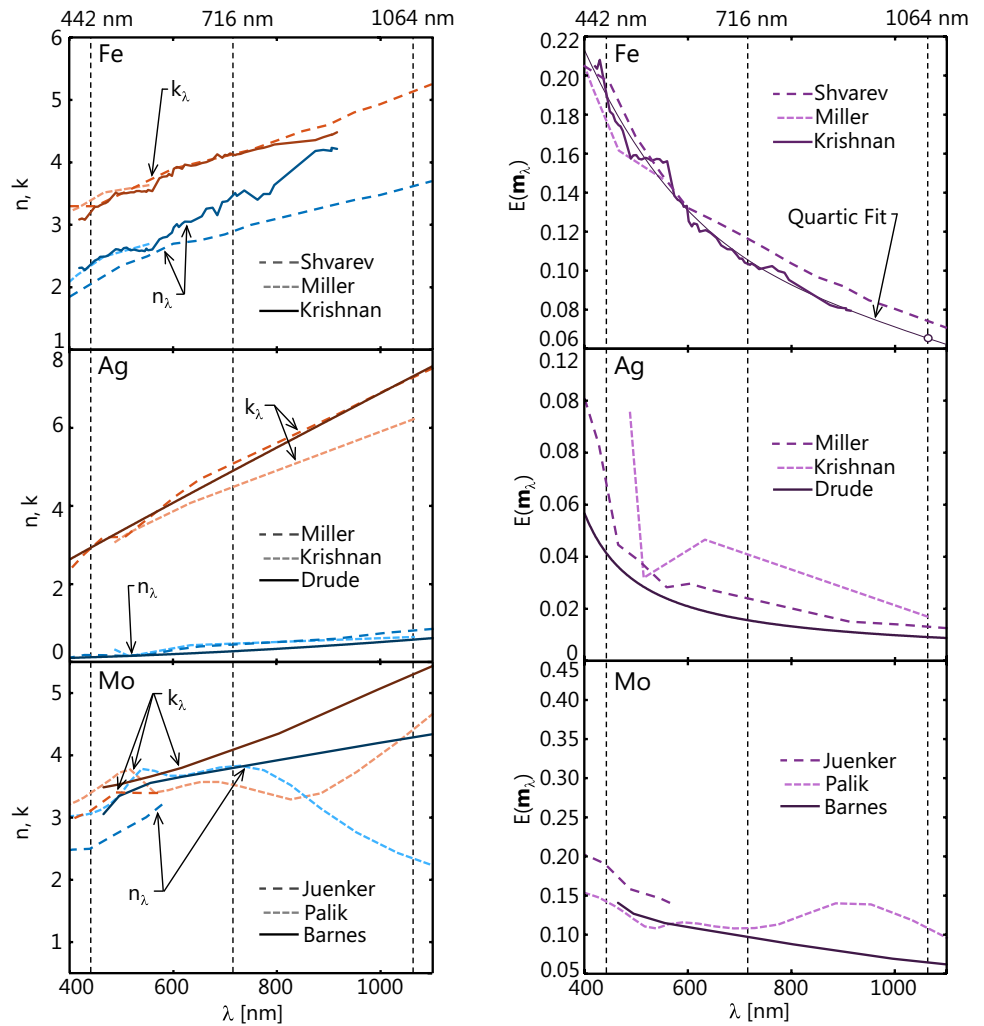 442 nm 716 nm 1064 nm
Fe
n, k
6
5
4
3
2
1
kλ
nλ
Shvarev
Miller
Krishnan
Ag
n, k
8
6
4
2
0
kλ
nλ
Miller
Krishnan
Drude
Mo
n, k
5
4
3
2
1
kλ
nλ
Juenker
Palik
Barnes
400 600 800 1000
λ [nm]
442 nm 716 nm 1064 nm
Fe
E(mλ)
0.22
0.20
0.18
0.16
0.14
0.12
0.10
0.08
0.06
Shvarev
Miller
Krishnan
Quartic Fit
Ag
E(mλ)
0.12
0.08
0.08
0.06
0.04
0.02
0
Miller
Krishnan
Drude
Mo
E(mλ)
0.45
0.40
0.35
0.30
0.25
0.20
0.15
0.10
0.05
Juenker
Palik
Barnes
400 600 800 1000
λ [nm]